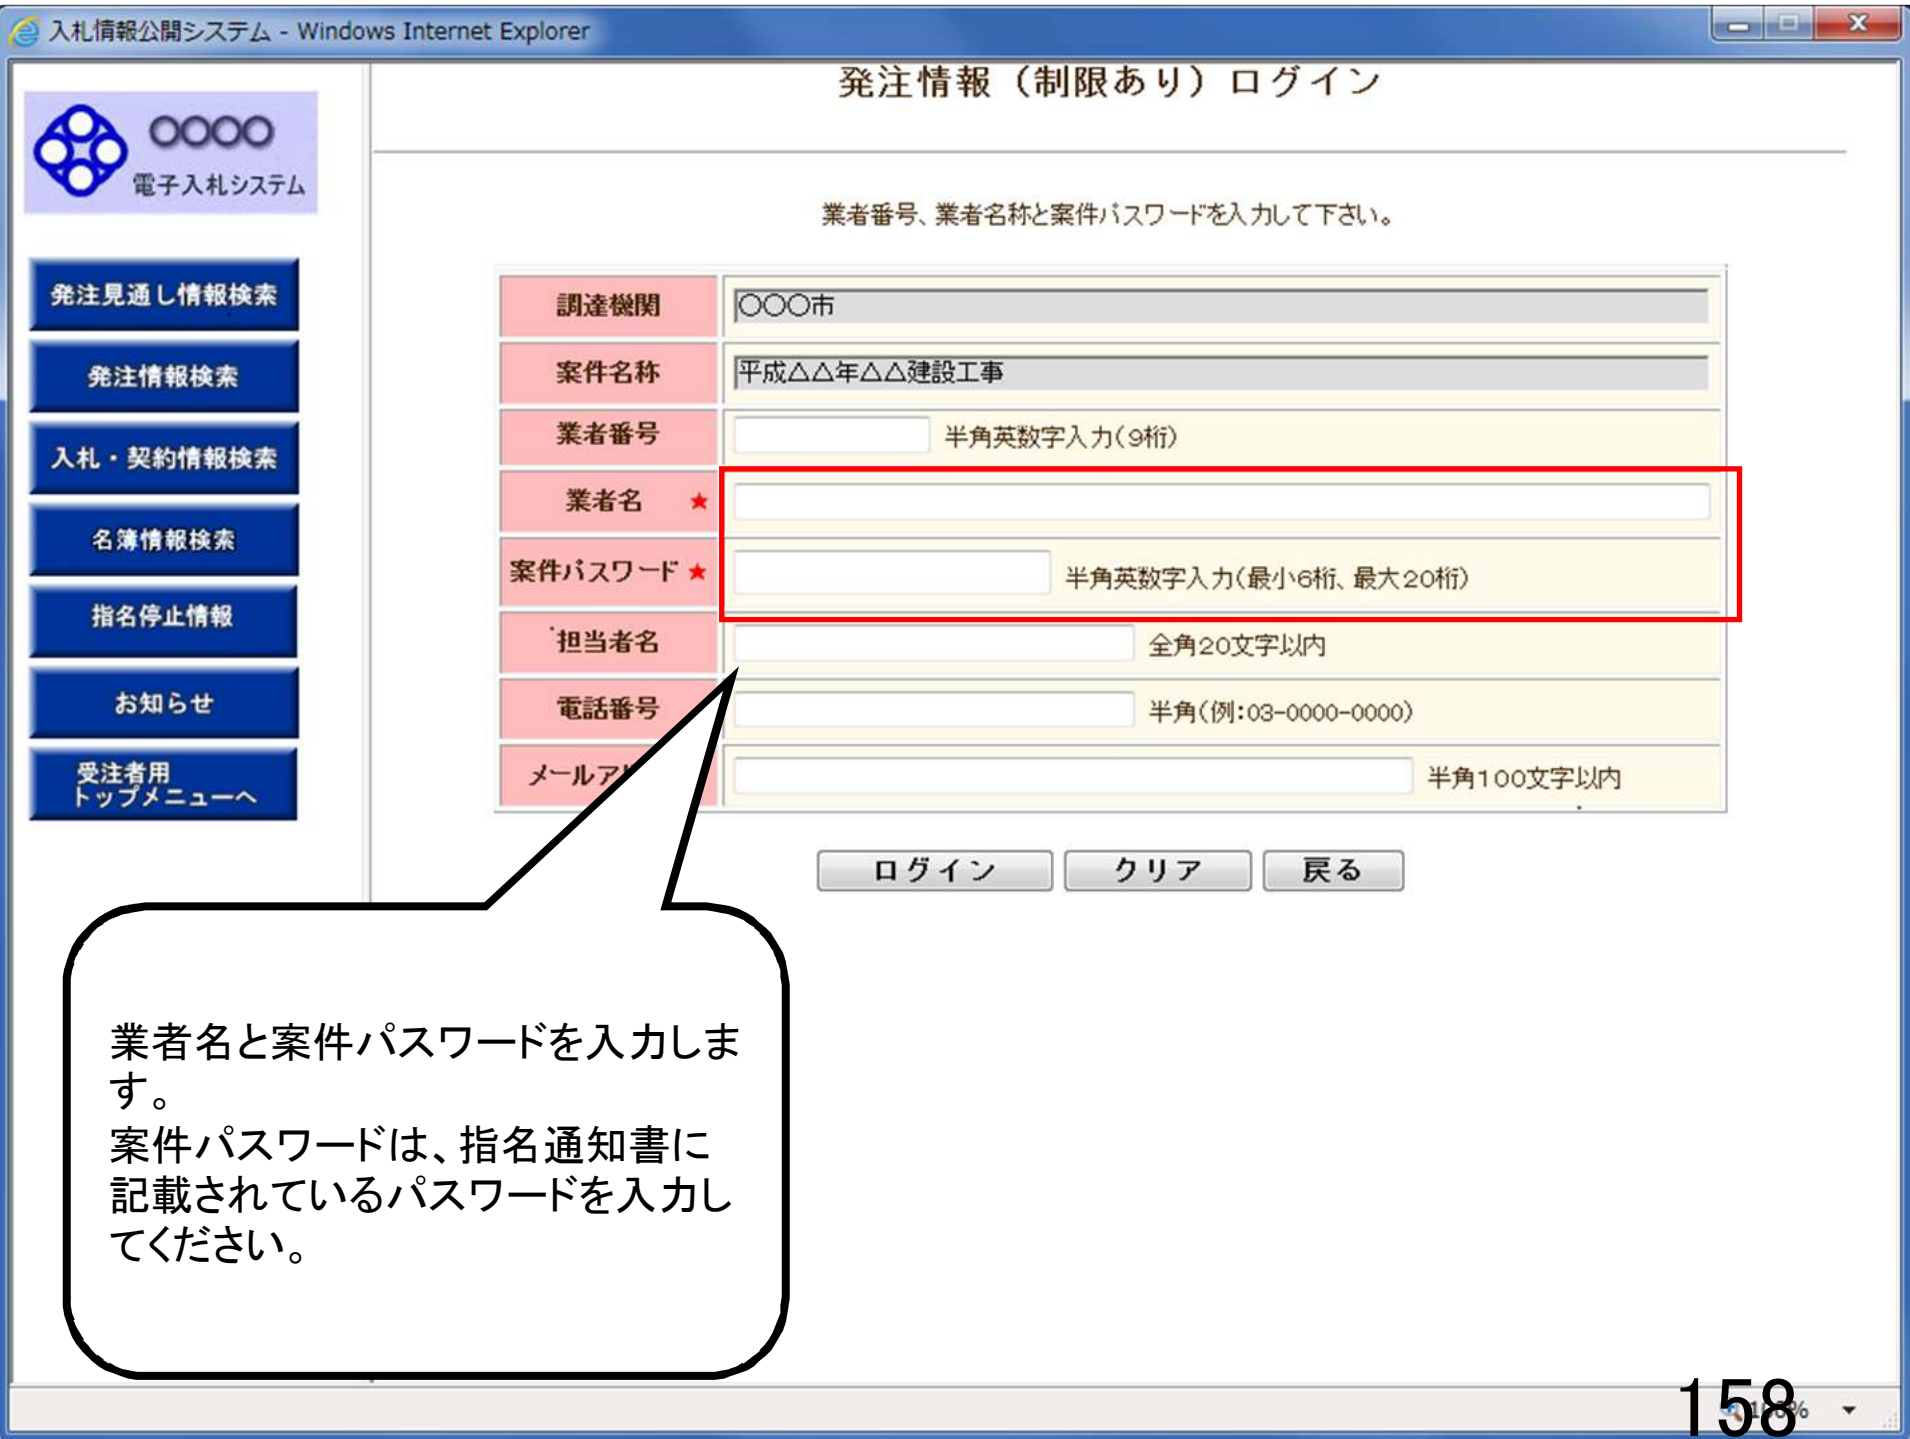 入札情報公開システム - Windows Internet Explorer
〇〇〇〇
電子入札システム
発注見通し情報検索
発注情報検索
入札・契約情報検索
名簿情報検索
指名停止情報
お知らせ
受注者用
トップメニューへ
発注情報（制限あり）ログイン
業者番号、業者名称と案件パスワードを入力して下さい。
調達機関 〇〇〇市
案件名称 平成△△年△△建設工事
業者番号 半角英数字入力(9桁)
業者名 ★
案件パスワード ★ 半角英数字入力(最小6桁、最大20桁)
担当者名 全角20文字以内
電話番号 半角(例:03-0000-0000)
メールア 半角100文字以内
ログイン クリア 戻る
業者名と案件パスワードを入力しま
す。
案件パスワードは、指名通知書に
記載されているパスワードを入力し
てください。
158